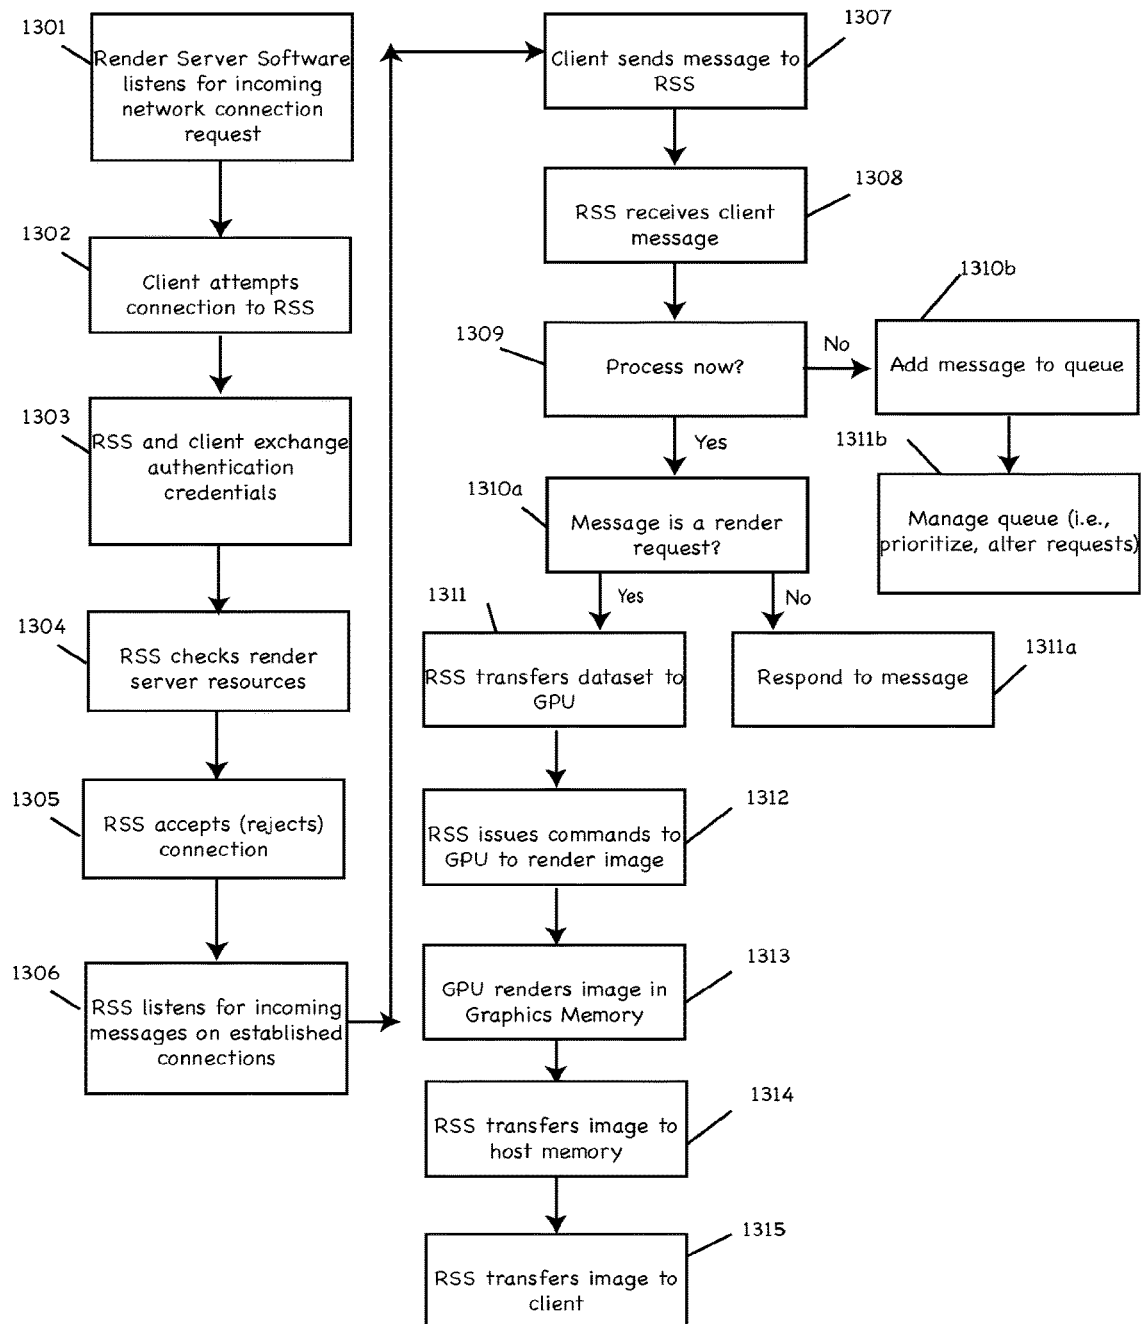 1301
Render Server Software
listens for incoming
network connection
request
1302
Client attempts
connection to RSS
1303
RSS and client exchange
authentication
credentials
1304
RSS checks render
server resources
1305
RSS accepts (rejects)
connection
1306
RSS listens for incoming
messages on established
connections
1307
Client sends message to
RSS
1308
RSS receives client
message
1309
Process now?
No
Yes
1310b
Add message to queue
1311b
Manage queue (i.e.,
prioritize, alter requests)
1310a
Message is a render
request?
Yes
No
1311
RSS transfers dataset to
GPU
1311a
Respond to message
1312
RSS issues commands to
GPU to render image
1313
GPU renders image in
Graphics Memory
1314
RSS transfers image to
host memory
1315
RSS transfers image to
client